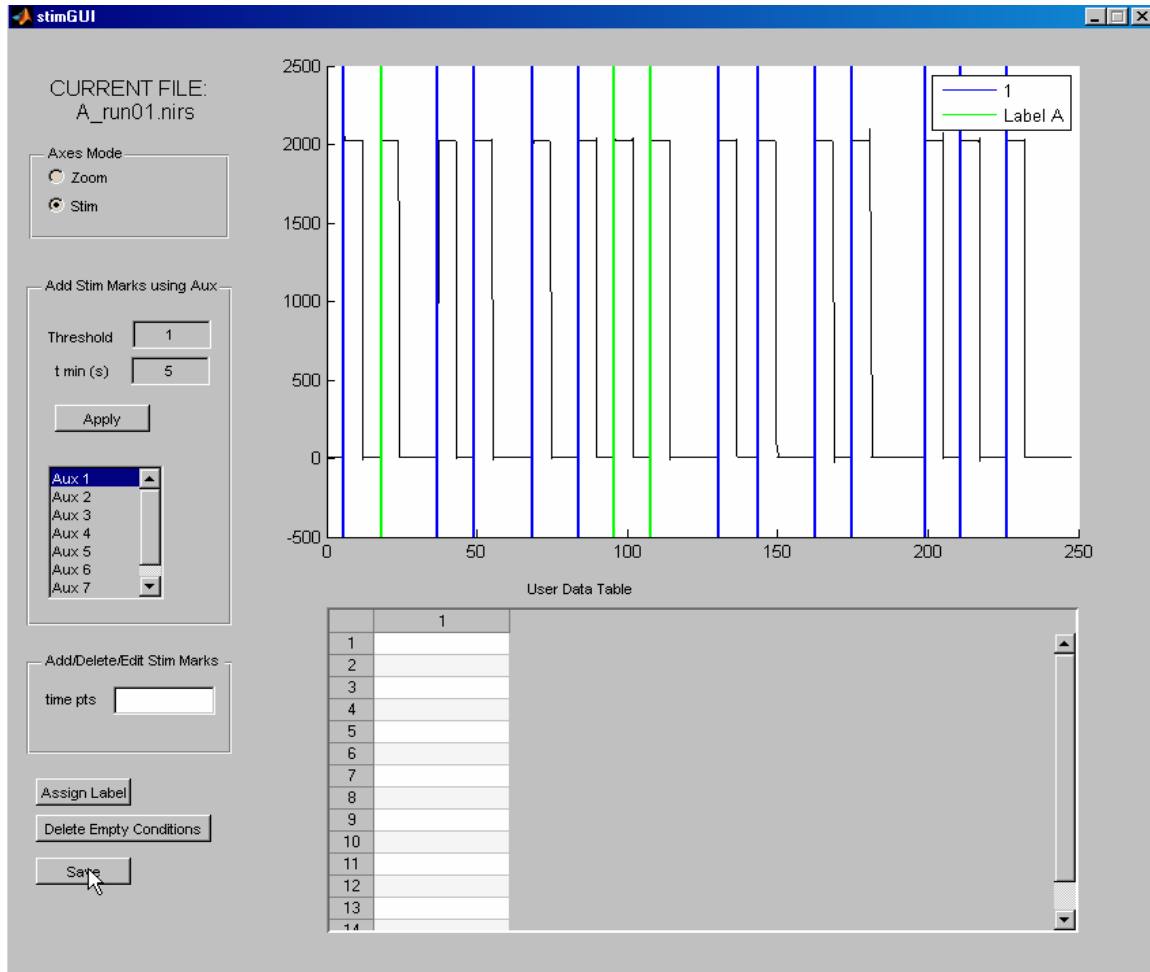 stimGUI
CURRENT FILE:
A_run01.nirs
Axes Mode
Zoom
Stim
Add Stim Marks using Aux
Threshold 1
t min (s) 5
Apply
Aux 1
Aux 2
Aux 3
Aux 4
Aux 5
Aux 6
Aux 7
Add/Delete/Edit Stim Marks
time pts
Assign Label
Delete Empty Conditions
Save
2500
2000
1500
1000
500
0
-500
0 50 100 150 200 250
1
Label A
User Data Table
1
1
2
3
4
5
6
7
8
9
10
11
12
13
14